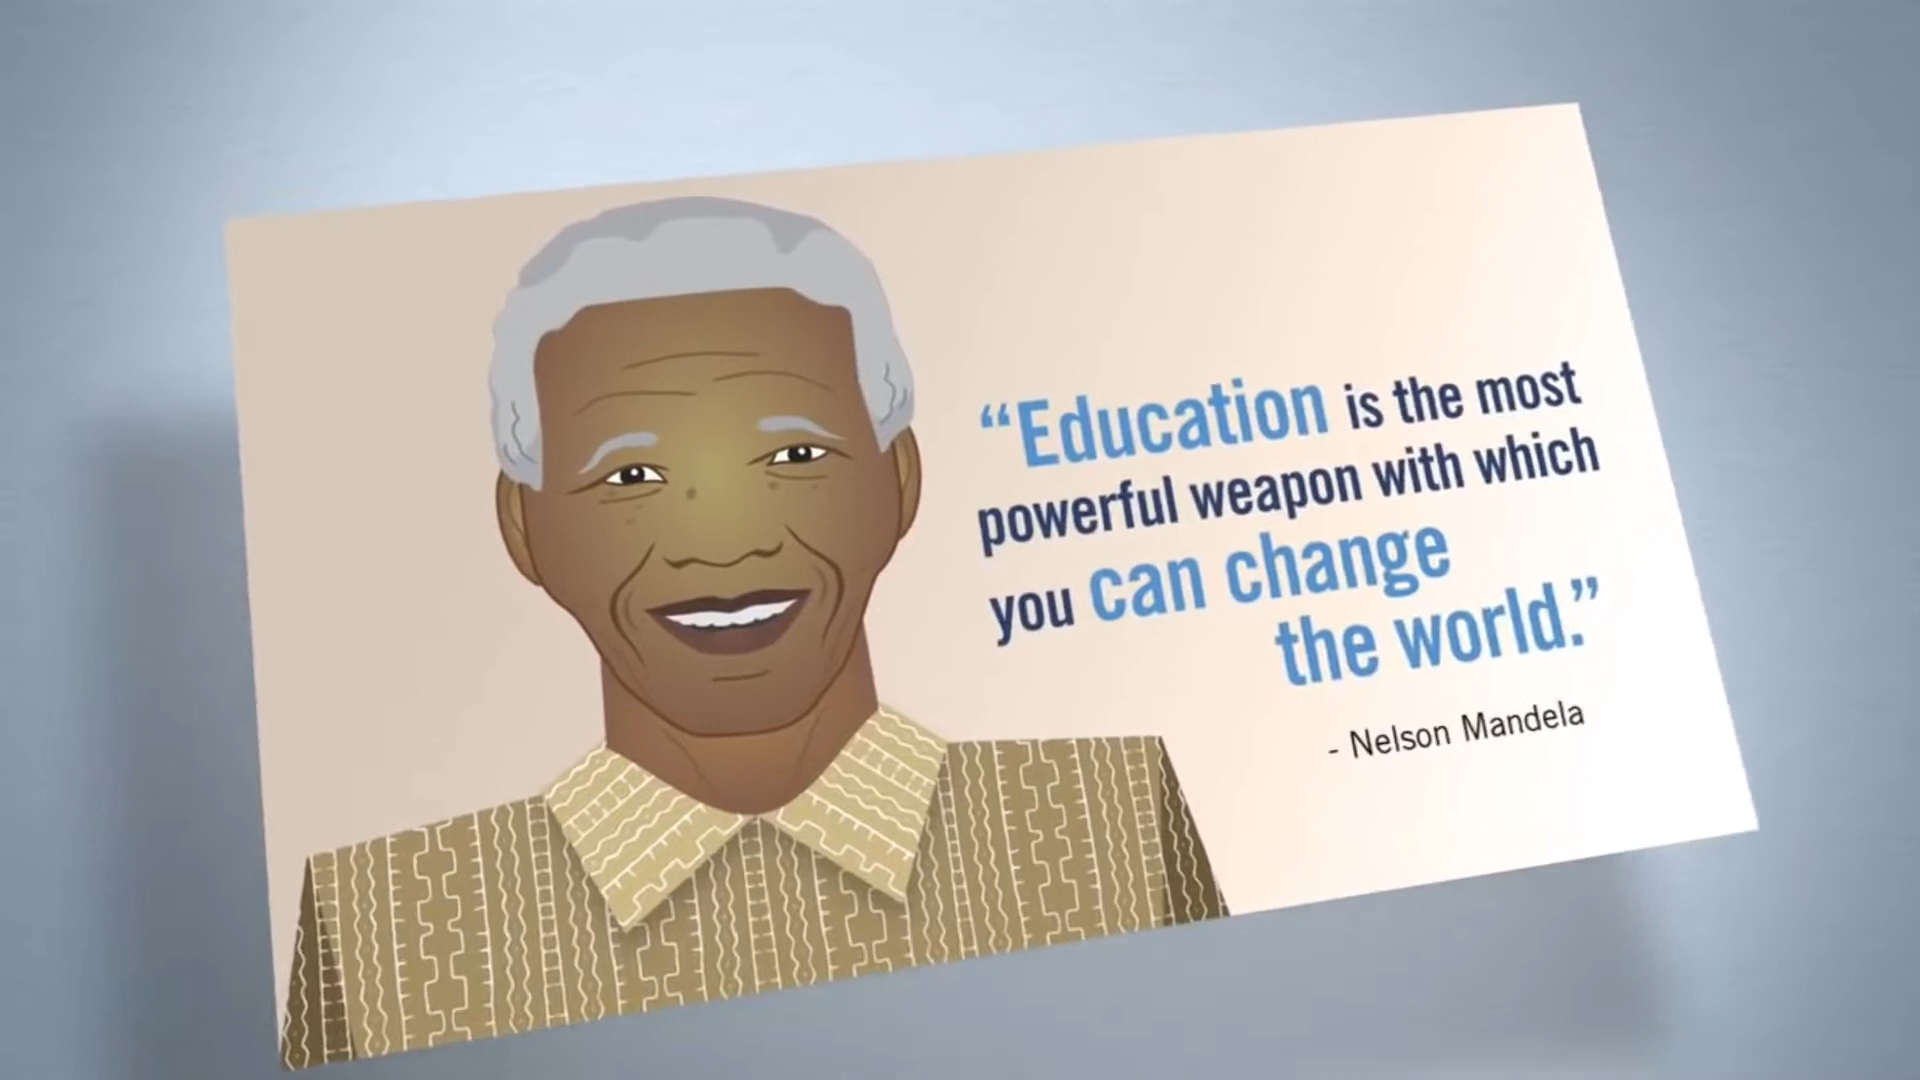 “Education is the most
powerful weapon with which
you can change
the world.”
- Nelson Mandela